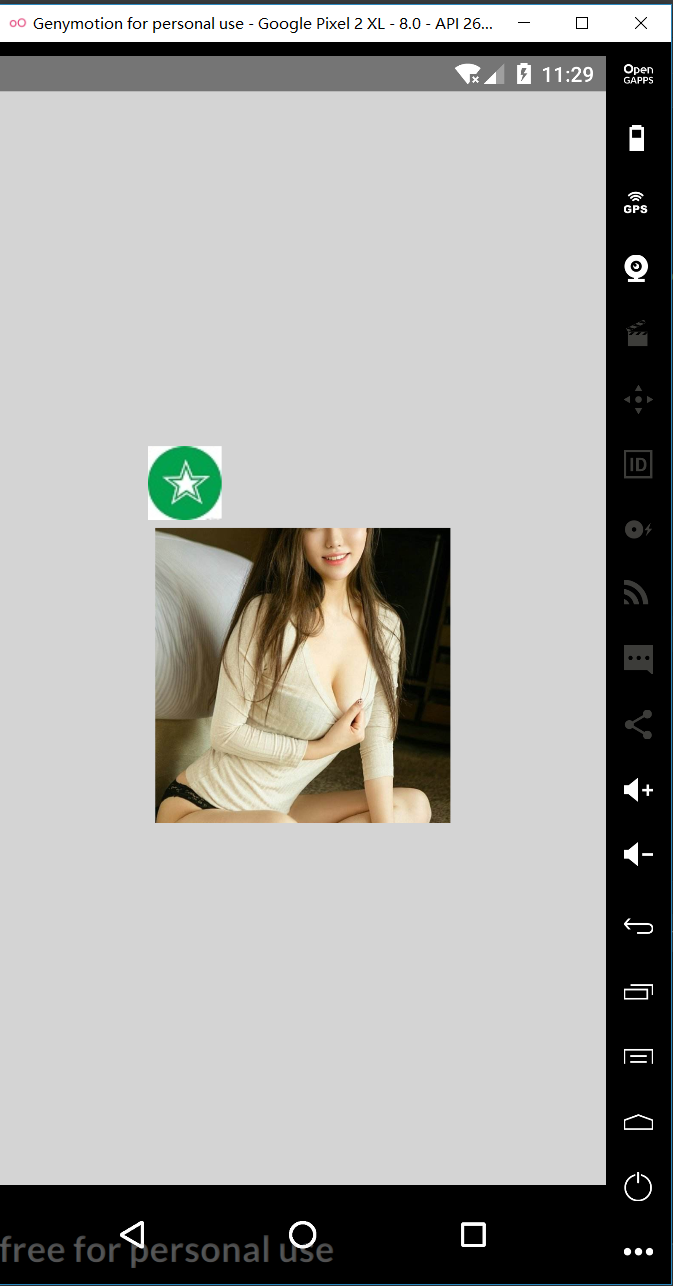 Genymotion for personal use - Google Pixel 2 XL - 8.0 - API 26...
11:29
Open
GAPPS
GPS
ID
free for personal use